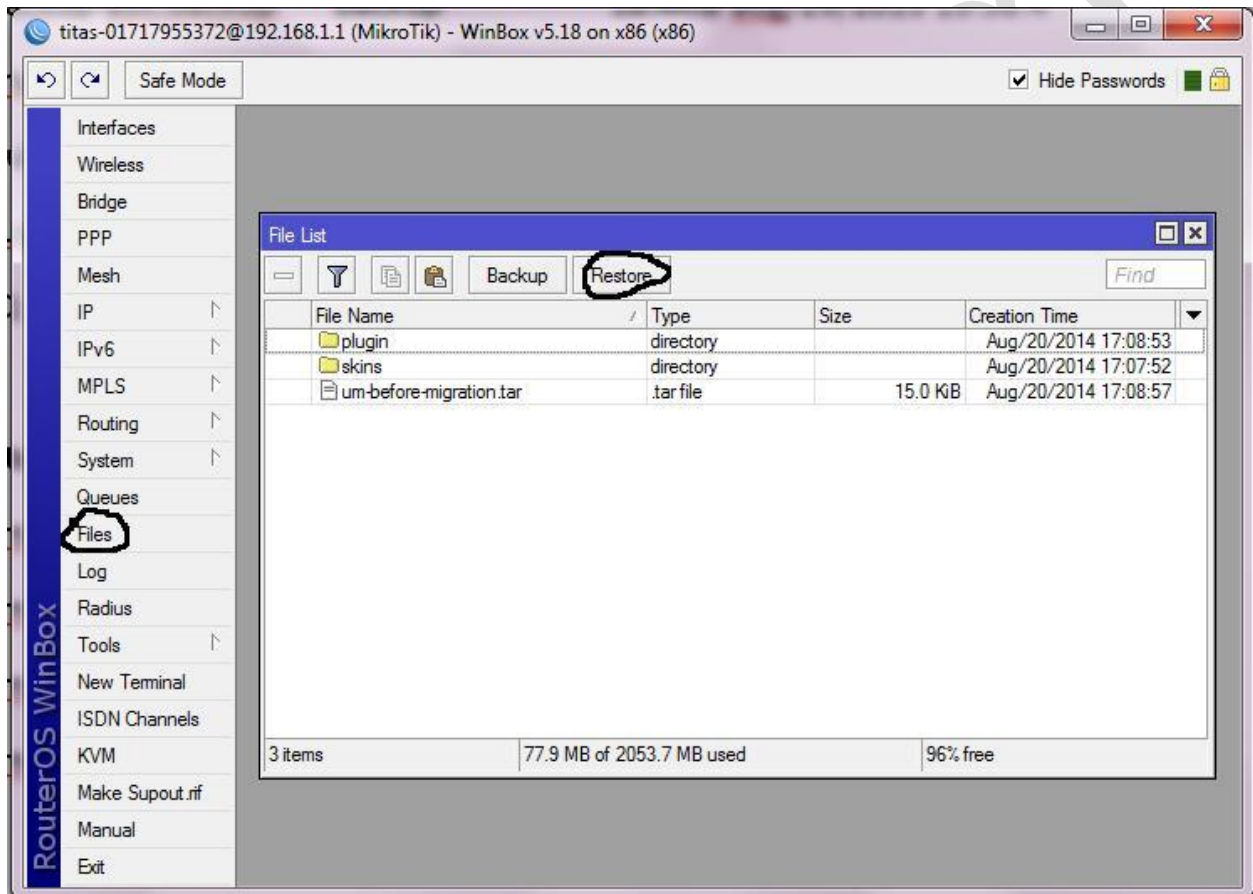 titas-01717955372@192.168.1.1 (MikroTik) - WinBox v5.18 on x86 (x86)
Safe Mode
Hide Passwords
Interfaces
Wireless
Bridge
PPP
Mesh
IP
IPv6
MPLS
Routing
System
Queues
Files
Log
Radius
Tools
New Terminal
ISDN Channels
KVM
Make Supout.rif
Manual
Exit
RouterOS WinBox
File List
Backup Restore Find
File Name Type Size Creation Time
plugin directory Aug/20/2014 17:08:53
skins directory Aug/20/2014 17:07:52
um-before-migration.tar .tar file 15.0 KiB Aug/20/2014 17:08:57
3 items 77.9 MB of 2053.7 MB used 96% free